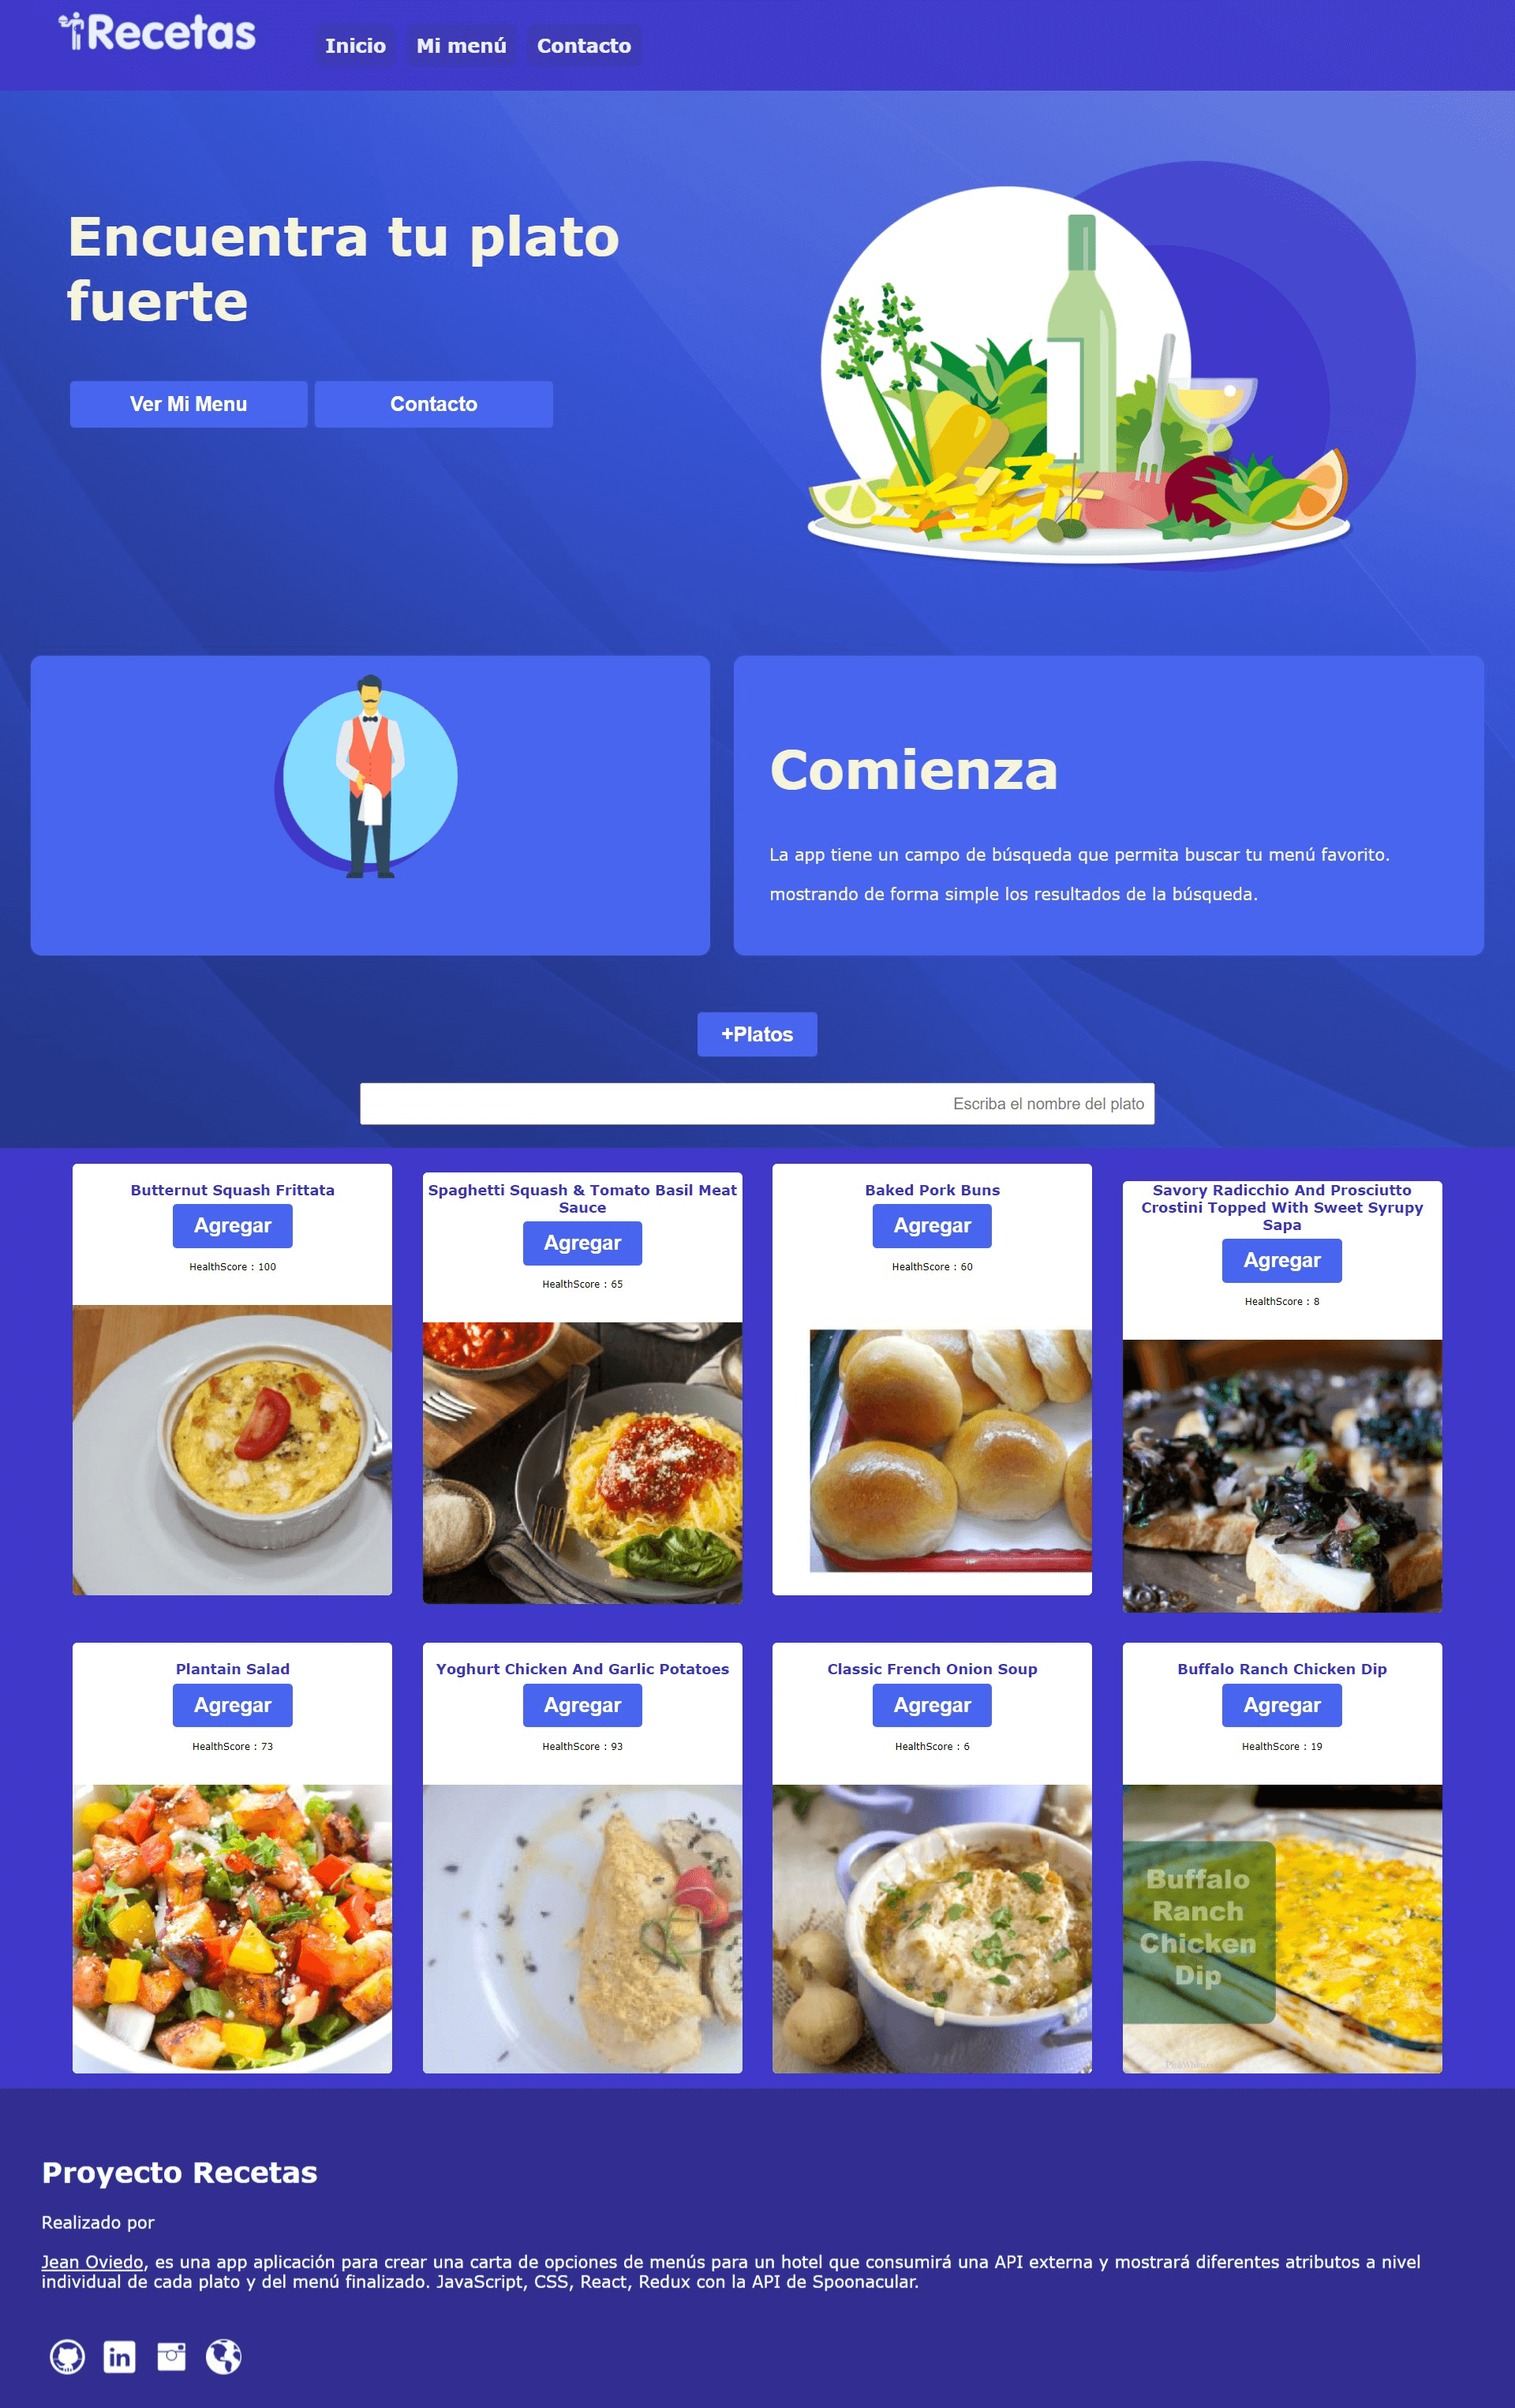 Recetas
Inicio
Mi menú
Contacto
Encuentra tu plato
fuerte
Ver Mi Menu
Contacto
Comienza
La app tiene un campo de búsqueda que permita buscar tu menú favorito.
mostrando de forma simple los resultados de la búsqueda.
+Platos
Escriba el nombre del plato
Butternut Squash Frittata
Agregar
HealthScore : 100
Spaghetti Squash & Tomato Basil Meat
Sauce
Agregar
HealthScore : 65
Baked Pork Buns
Agregar
HealthScore : 60
Savory Radicchio And Prosciutto
Crostini Topped With Sweet Syrupy
Sapa
Agregar
HealthScore : 8
Plantain Salad
Agregar
HealthScore : 73
Yoghurt Chicken And Garlic Potatoes
Agregar
HealthScore : 93
Classic French Onion Soup
Agregar
HealthScore : 6
Buffalo Ranch Chicken Dip
Agregar
HealthScore : 19
Buffalo
Ranch
Chicken
Dip
Proyecto Recetas
Realizado por
Jean Oviedo, es una app aplicación para crear una carta de opciones de menús para un hotel que consumirá una API externa y mostrará diferentes atributos a nivel
individual de cada plato y del menú finalizado. JavaScript, CSS, React, Redux con la API de Spoonacular.
in